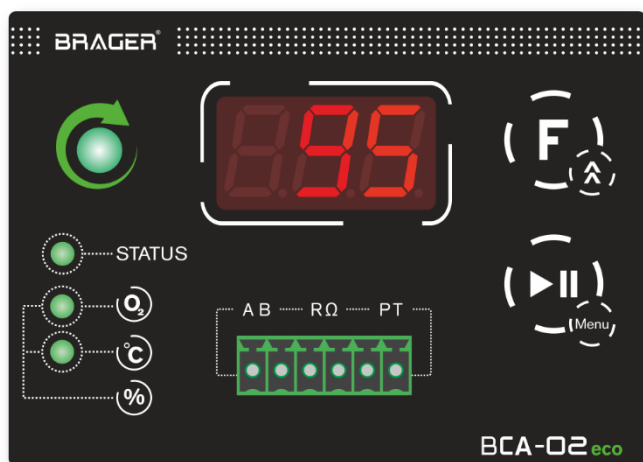 BRAGER®
95
F
STATUS
O₂
°C
%
Menu
A B RΩ PT
BCA-02 eco